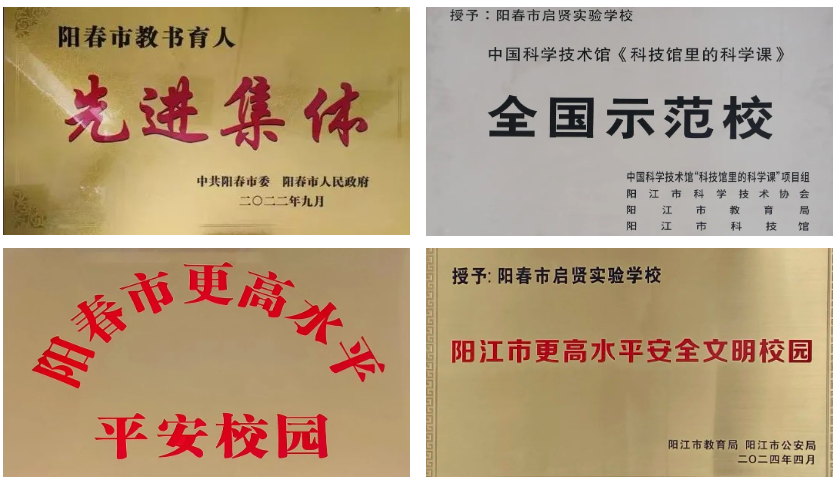 阳春市教书育人
先进集体
中共阳春市委 阳春市人民政府
二〇二二年九月
授予：阳春市启贤实验学校
中国科学技术馆《科技馆里的科学课》
全国示范校
中国科学技术馆“科技馆里的科学课”项目组
阳江市科学技术协会
阳江市教育局
阳江市科技馆
阳春市更高水平
平安校园
授予:阳春市启贤实验学校
阳江市更高水平安全文明校园
阳江市教育局 阳江市公安局
二〇二四年四月